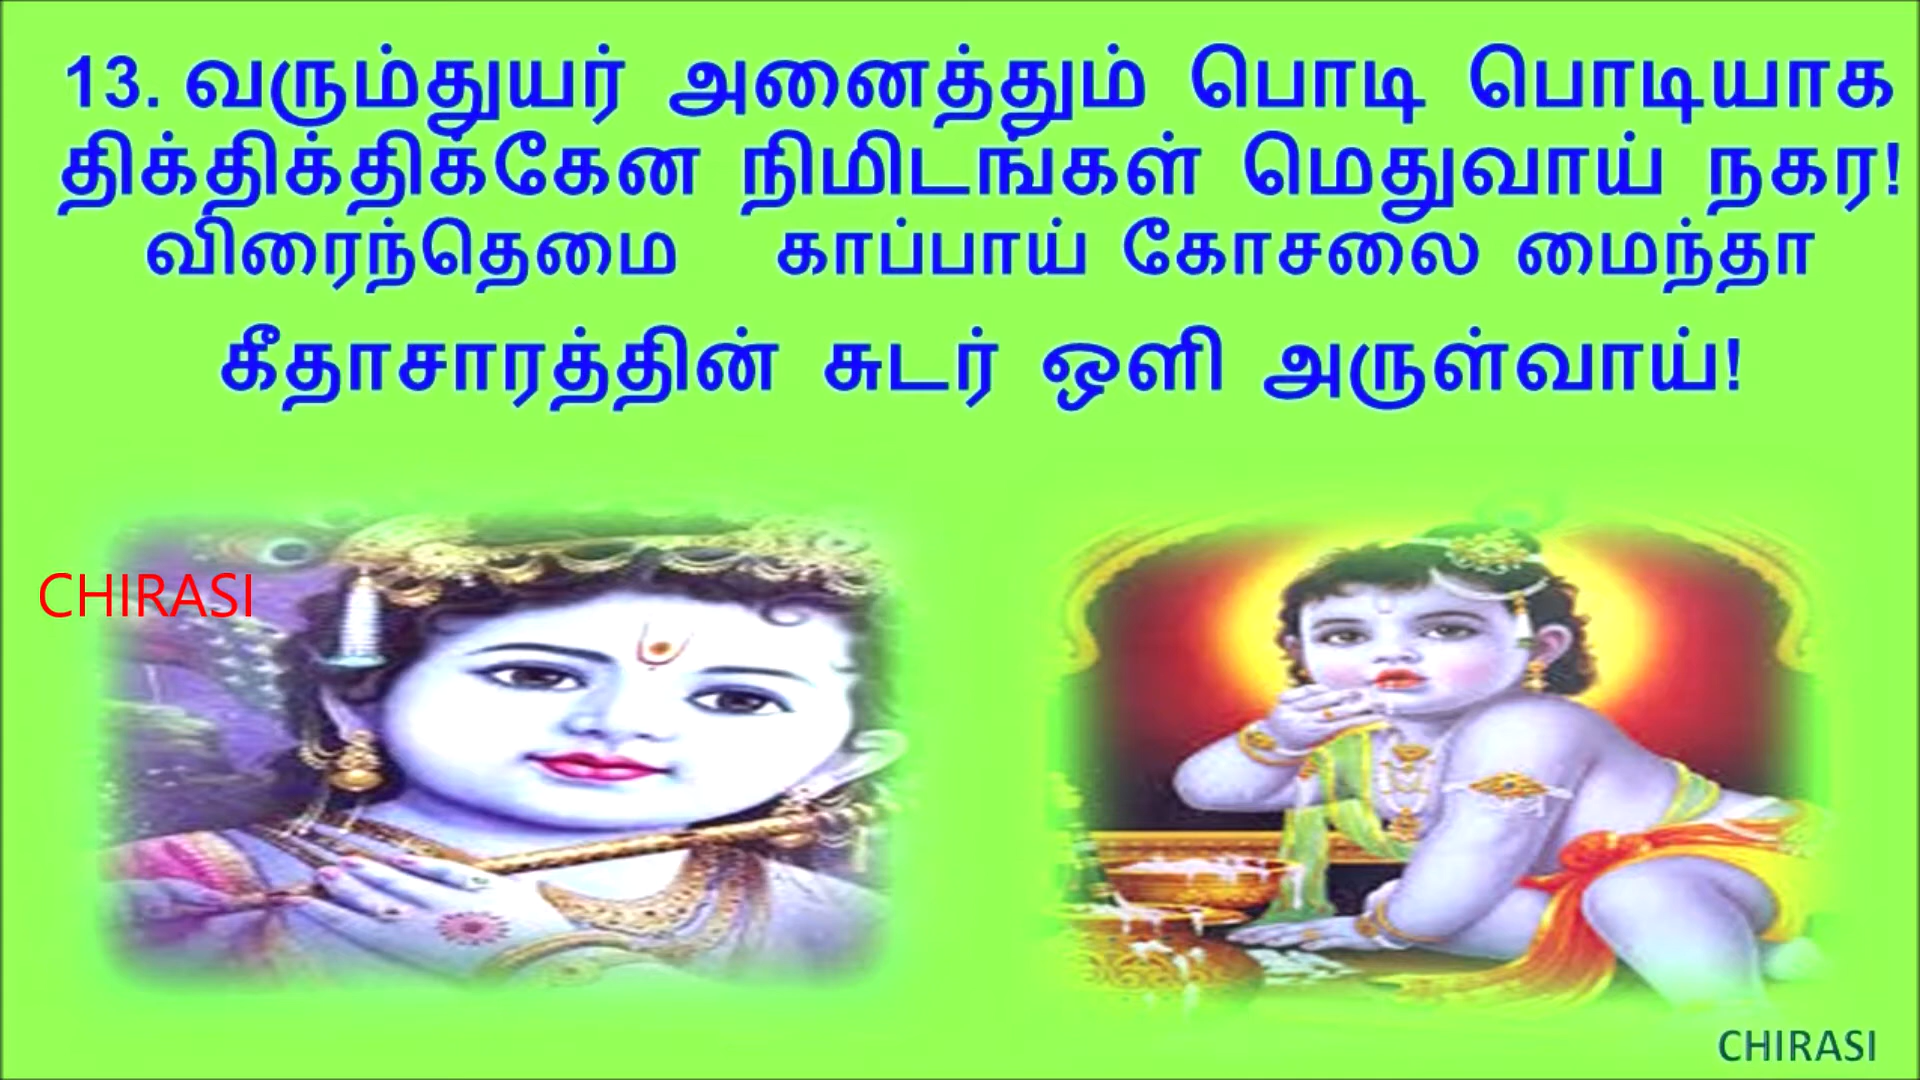 13. வரும்துயர் அனைத்தும் பொடி பொடியாக
திக்திக்திக்கேன நிமிடங்கள் மெதுவாய் நகர!
விரைந்தெமை காப்பாய் கோசலை மைந்தா
கீதாசாரத்தின் சுடர் ஒளி அருள்வாய்!
CHIRASI
CHIRASI